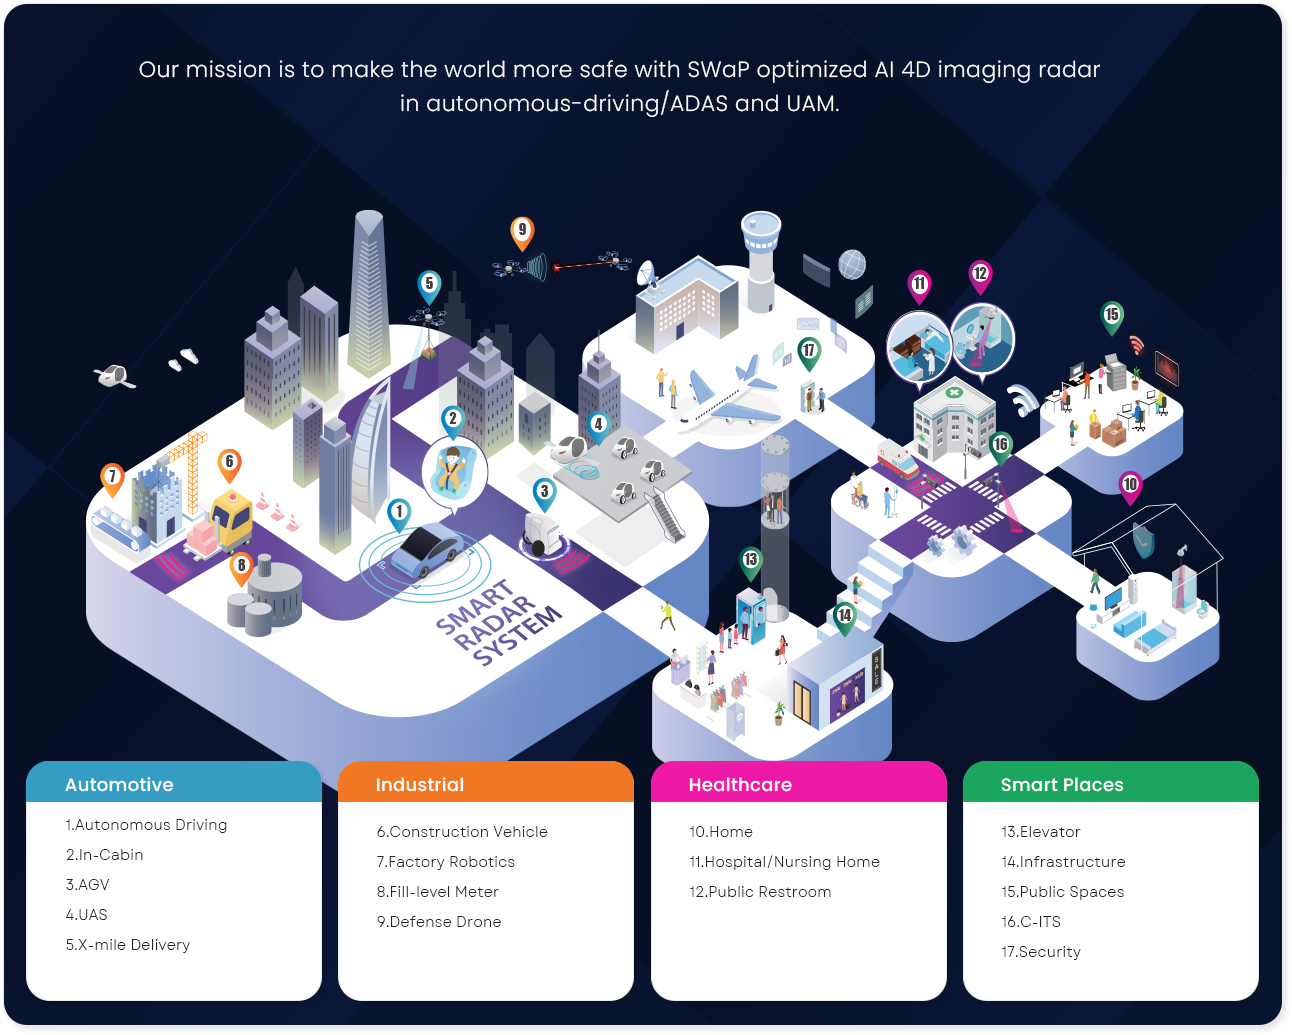 Our mission is to make the world more safe with SWaP optimized AI 4D imaging radar
in autonomous-driving/ADAS and UAM.
9
5
11
12
15
17
2
4
16
7
6
3
10
1
8
13
14
SMART
RADAR
SYSTEM
SALE
Automotive
1.Autonomous Driving
2.In-Cabin
3.AGV
4.UAS
5.X-mile Delivery
Industrial
6.Construction Vehicle
7.Factory Robotics
8.Fill-level Meter
9.Defense Drone
Healthcare
10.Home
11.Hospital/Nursing Home
12.Public Restroom
Smart Places
13.Elevator
14.Infrastructure
15.Public Spaces
16.C-ITS
17.Security